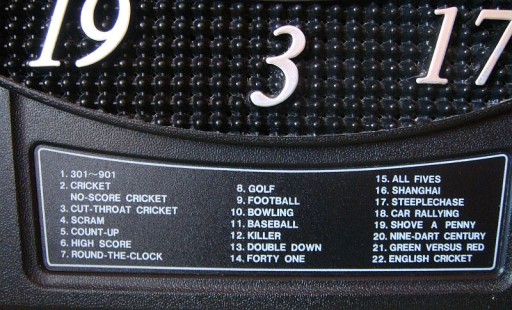 19
3
17
1. 301~901
2. CRICKET
NO-SCORE CRICKET
3. CUT-THROAT CRICKET
4. SCRAM
5. COUNT-UP
6. HIGH SCORE
7. ROUND-THE-CLOCK
8. GOLF
9. FOOTBALL
10. BOWLING
11. BASEBALL
12. KILLER
13. DOUBLE DOWN
14. FORTY ONE
15. ALL FIVES
16. SHANGHAI
17. STEEPLECHASE
18. CAR RALLYING
19. SHOVE A PENNY
20. NINE-DART CENTURY
21. GREEN VERSUS RED
22. ENGLISH CRICKET